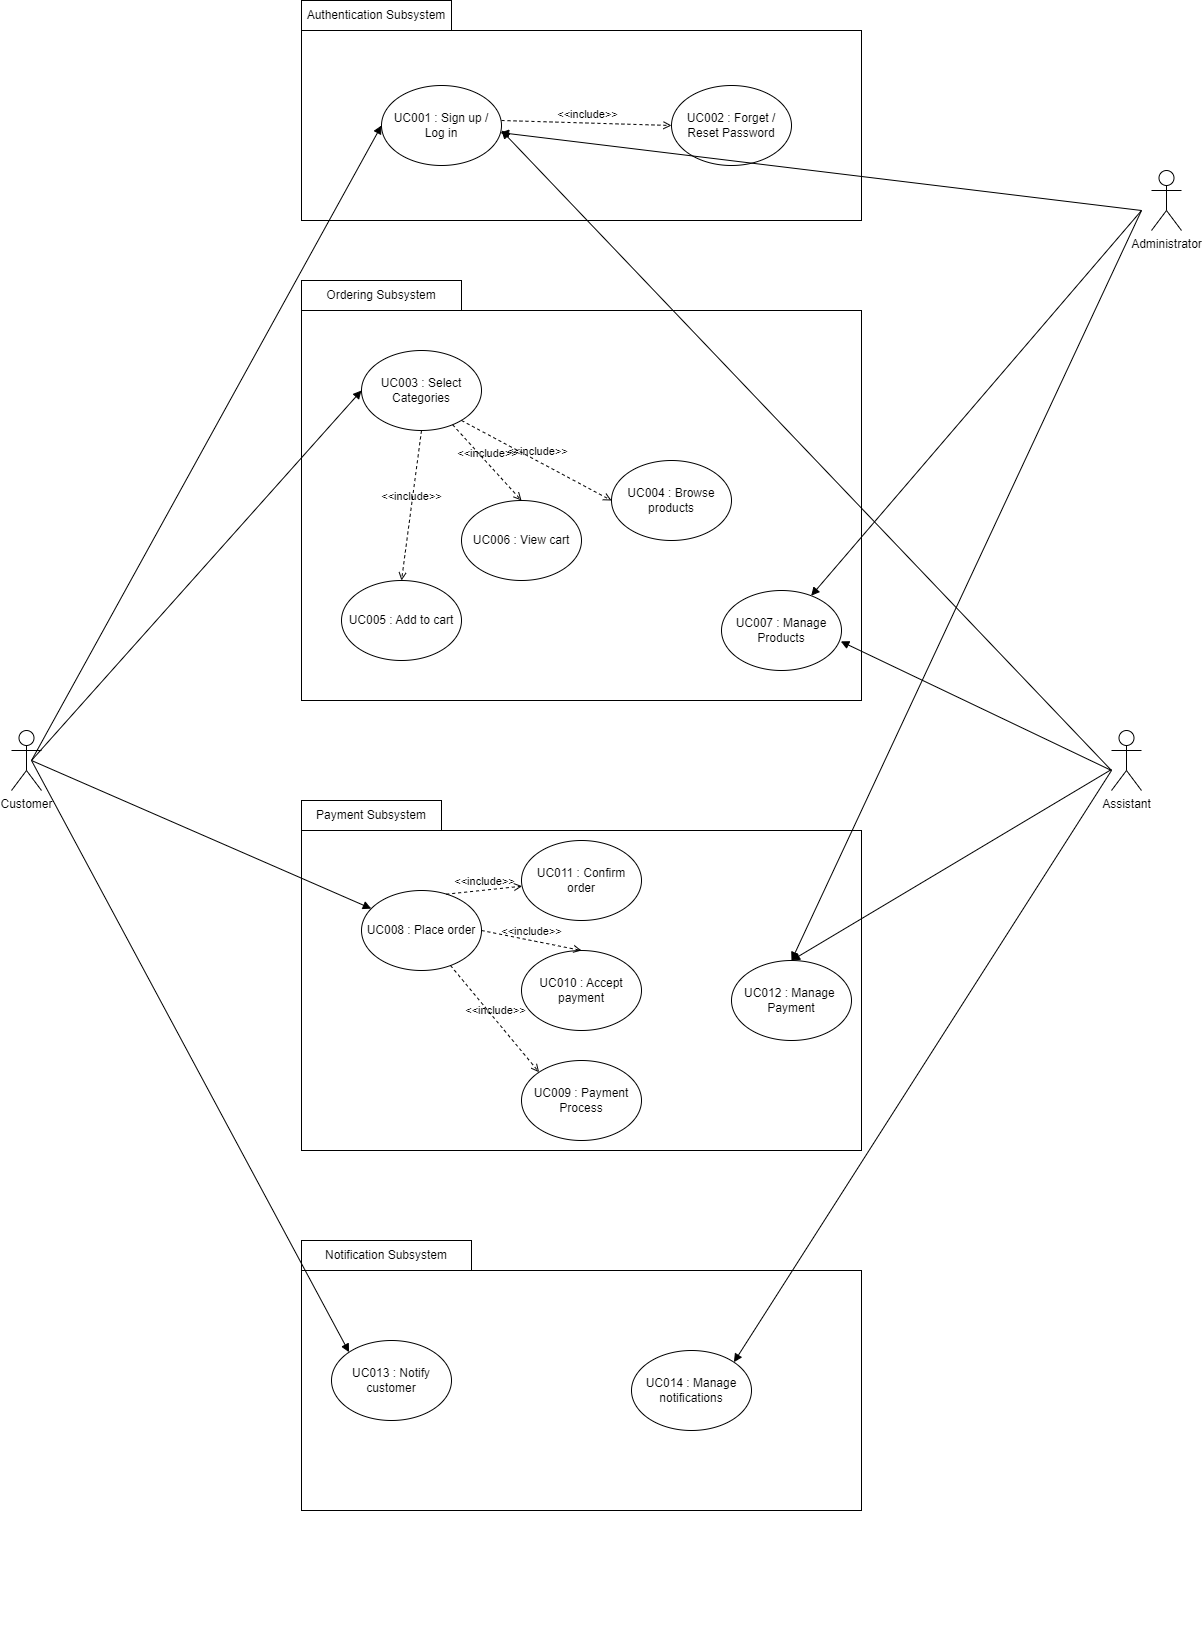 Authentication Subsystem
UC001 : Sign up /
Log in
<<include>>
UC002 : Forget /
Reset Password
Administrator
Ordering Subsystem
UC003 : Select
Categories
<<include>>
<<include>>
<<include>>
UC004 : Browse
products
UC006 : View cart
UC005 : Add to cart
UC007 : Manage
Products
Customer
Assistant
Payment Subsystem
UC011 : Confirm
order
<<include>>
UC008 : Place order
<<include>>
UC010 : Accept
payment
<<include>>
UC012 : Manage
Payment
UC009 : Payment
Process
Notification Subsystem
UC013 : Notify
customer
UC014 : Manage
notifications